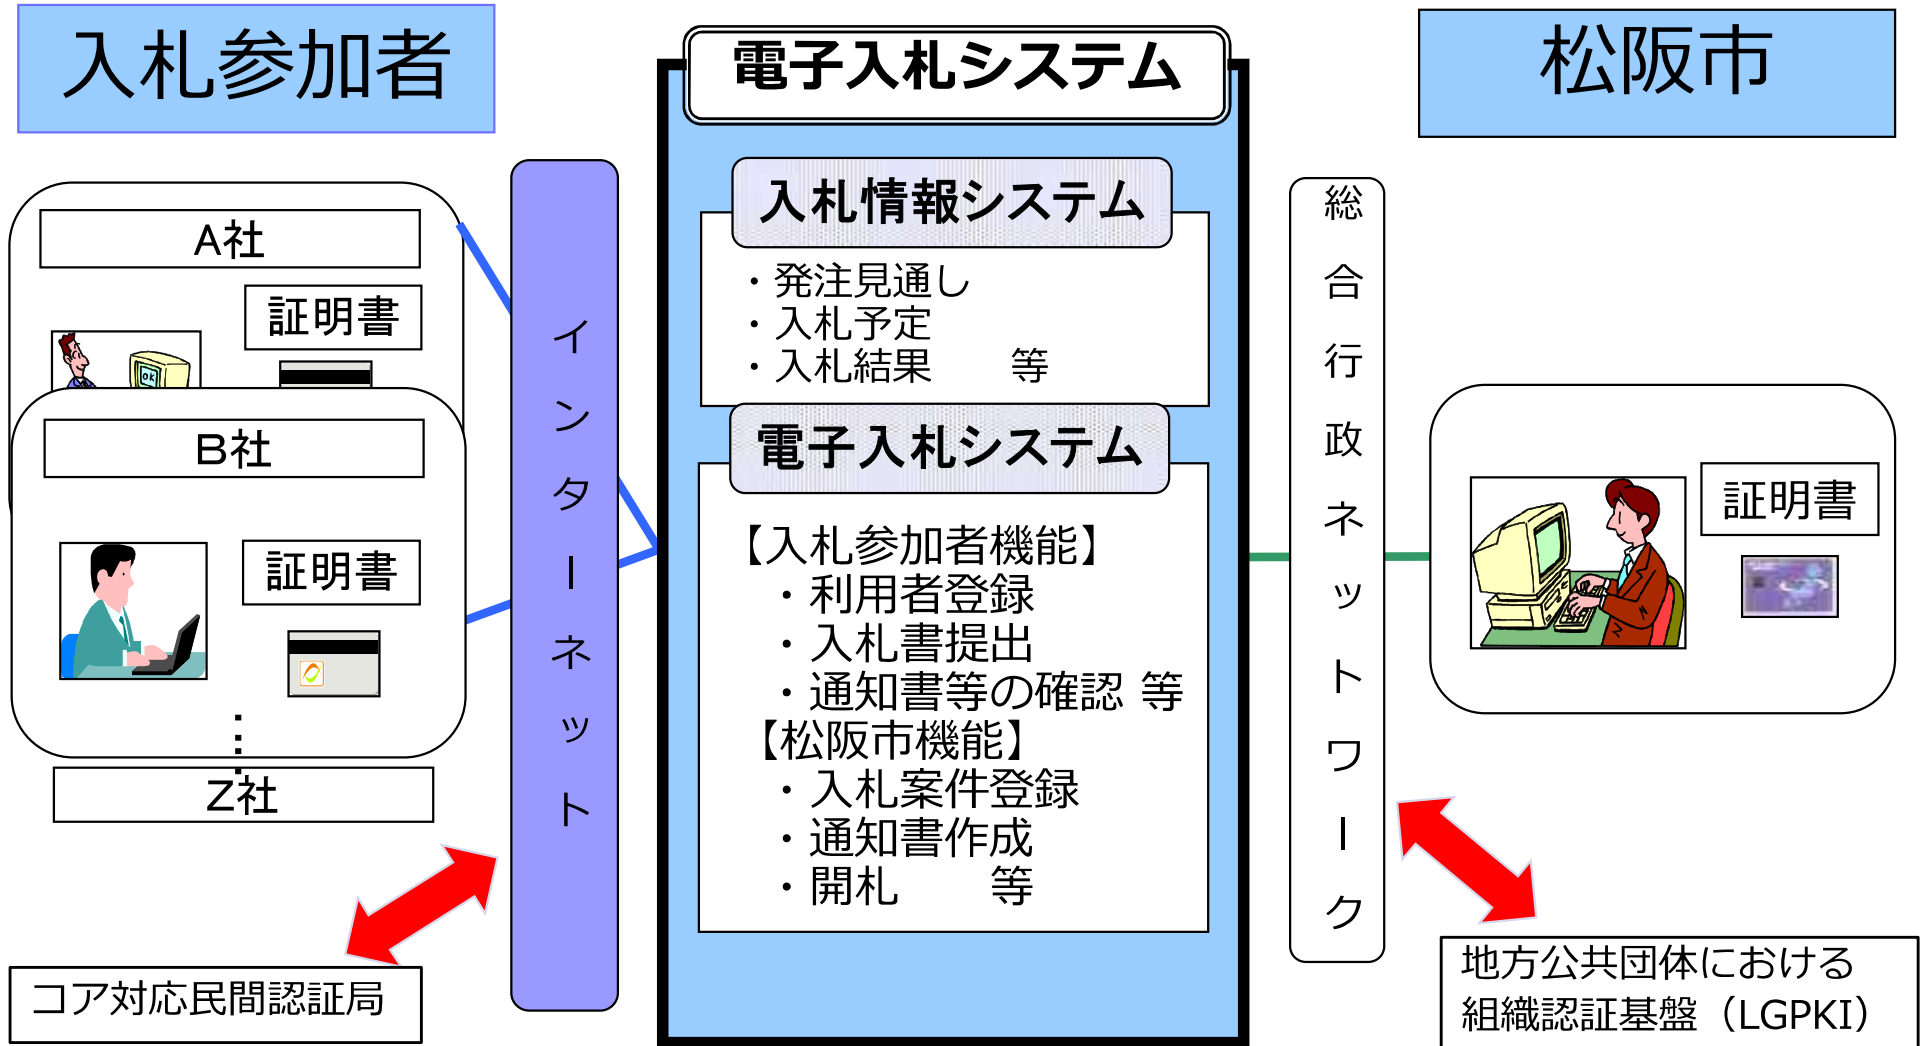 入札参加者
A社
証明書
OK
B社
証明書
︙
Z社
コア対応民間認証局
インターネット
電子入札システム
入札情報システム
・発注見通し
・入札予定
・入札結果　　等
電子入札システム
【入札参加者機能】
・利用者登録
・入札書提出
・通知書等の確認 等
【松阪市機能】
・入札案件登録
・通知書作成
・開札　　等
総合行政ネットワーク
松阪市
証明書
地方公共団体における
組織認証基盤（LGPKI）